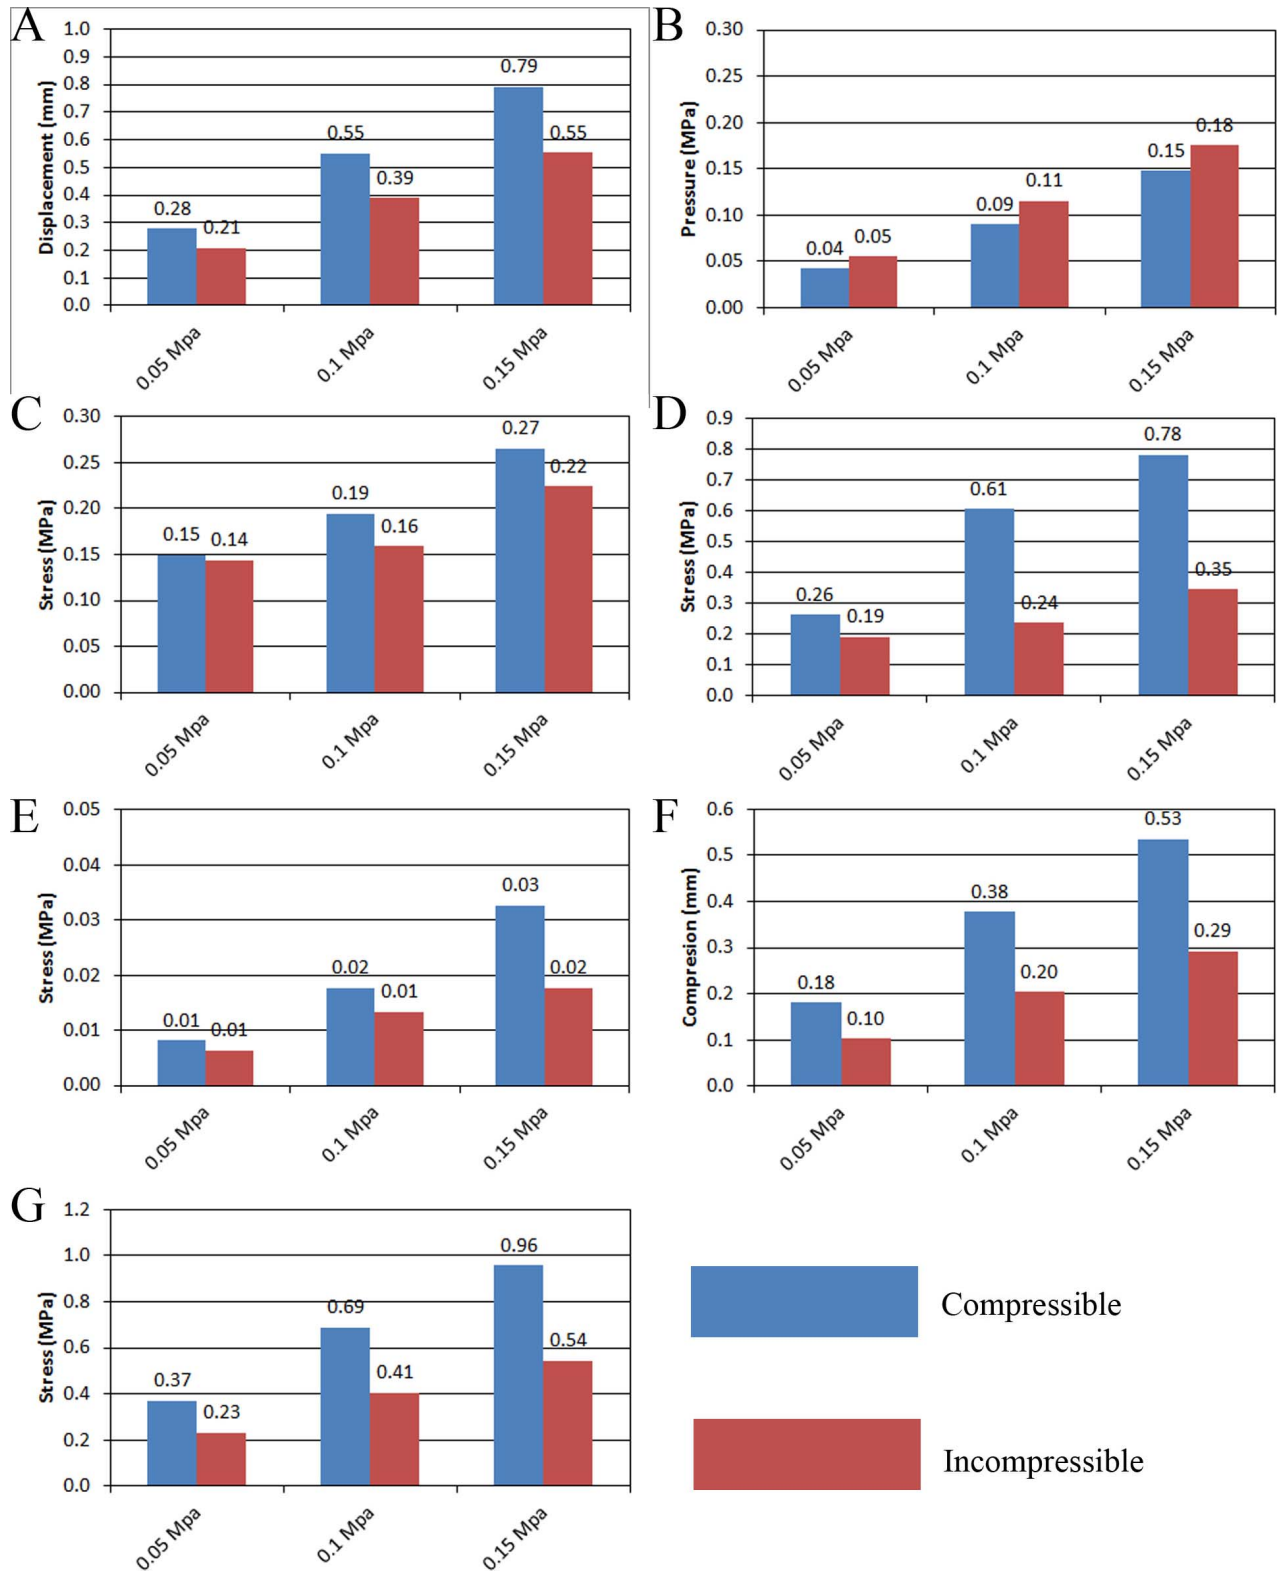 A
Displacement (mm)
1.0
0.9
0.8
0.7
0.6
0.5
0.4
0.3
0.2
0.1
0.0
0.28
0.21
0.55
0.39
0.79
0.55
0.05 Mpa
0.1 Mpa
0.15 Mpa
B
Pressure (MPa)
0.30
0.25
0.20
0.15
0.10
0.05
0.00
0.04
0.05
0.09
0.11
0.15
0.18
0.05 Mpa
0.1 Mpa
0.15 Mpa
C
Stress (MPa)
0.30
0.25
0.20
0.15
0.10
0.05
0.00
0.15
0.14
0.19
0.16
0.27
0.22
0.05 Mpa
0.1 Mpa
0.15 Mpa
D
Stress (MPa)
0.9
0.8
0.7
0.6
0.5
0.4
0.3
0.2
0.1
0.0
0.26
0.19
0.61
0.24
0.78
0.35
0.05 Mpa
0.1 Mpa
0.15 Mpa
E
Stress (MPa)
0.05
0.04
0.03
0.02
0.01
0.00
0.01
0.01
0.02
0.01
0.03
0.02
0.05 Mpa
0.1 Mpa
0.15 Mpa
F
Compresion (mm)
0.6
0.5
0.4
0.3
0.2
0.1
0.0
0.18
0.10
0.38
0.20
0.53
0.29
0.05 Mpa
0.1 Mpa
0.15 Mpa
G
Stress (MPa)
1.2
1.0
0.8
0.6
0.4
0.2
0.0
0.37
0.23
0.69
0.41
0.96
0.54
0.05 Mpa
0.1 Mpa
0.15 Mpa
Compressible
Incompressible